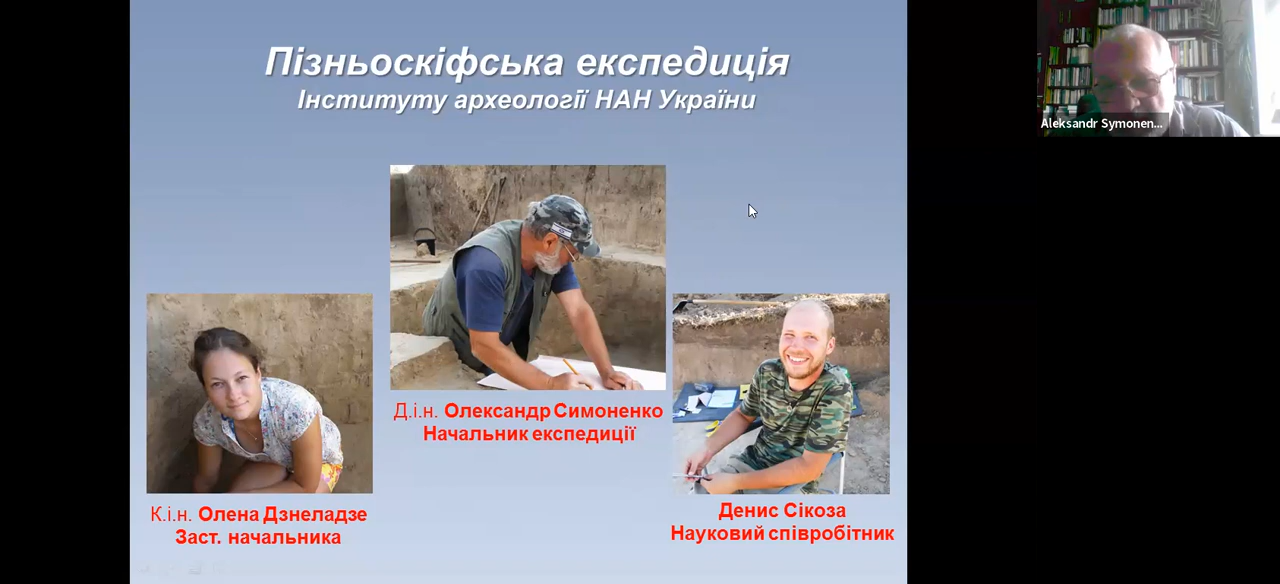 Пізньоскіфська експедиція
Інституту археології НАН України
Aleksandr Symonen...
Д.і.н. Олександр Симоненко
Начальник експедиції
К.і.н. Олена Дзнеладзе
Заст. начальника
Денис Сікоза
Науковий співробітник